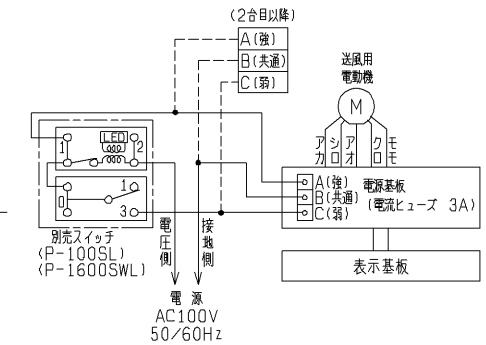 (2台目以降)
A(強)
B(共通)
C(弱)
送風用
電動機
M
アカ
シロ
アオ
クロ
モモ
LED
1
2
1
0
3
A(強)
B(共通)
C(弱)
電源基板
(電流ヒューズ 3A)
別売スイッチ
(P-100SL)
(P-1600SWL)
電圧側
接地側
表示基板
電源
AC100V
50/60Hz